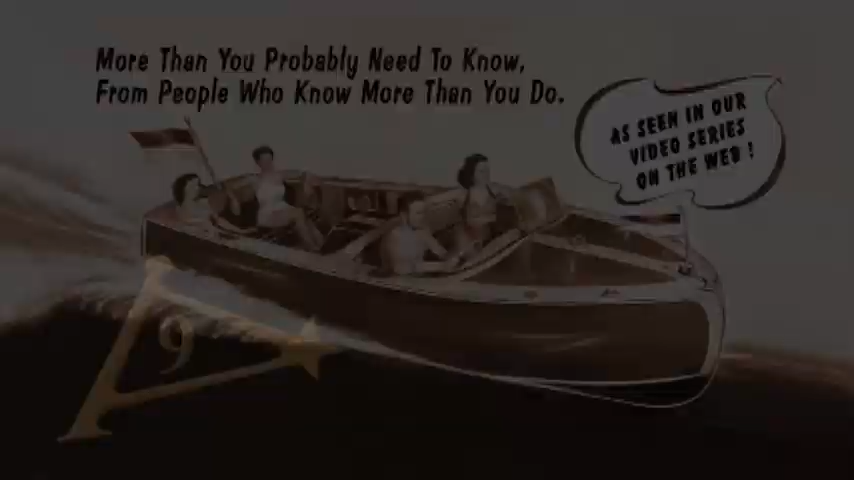 More Than You Probably Need To Know,
From People Who Know More Than You Do.
AS SEEN IN OUR
VIDEO SERIES
ON THE WEB !
9